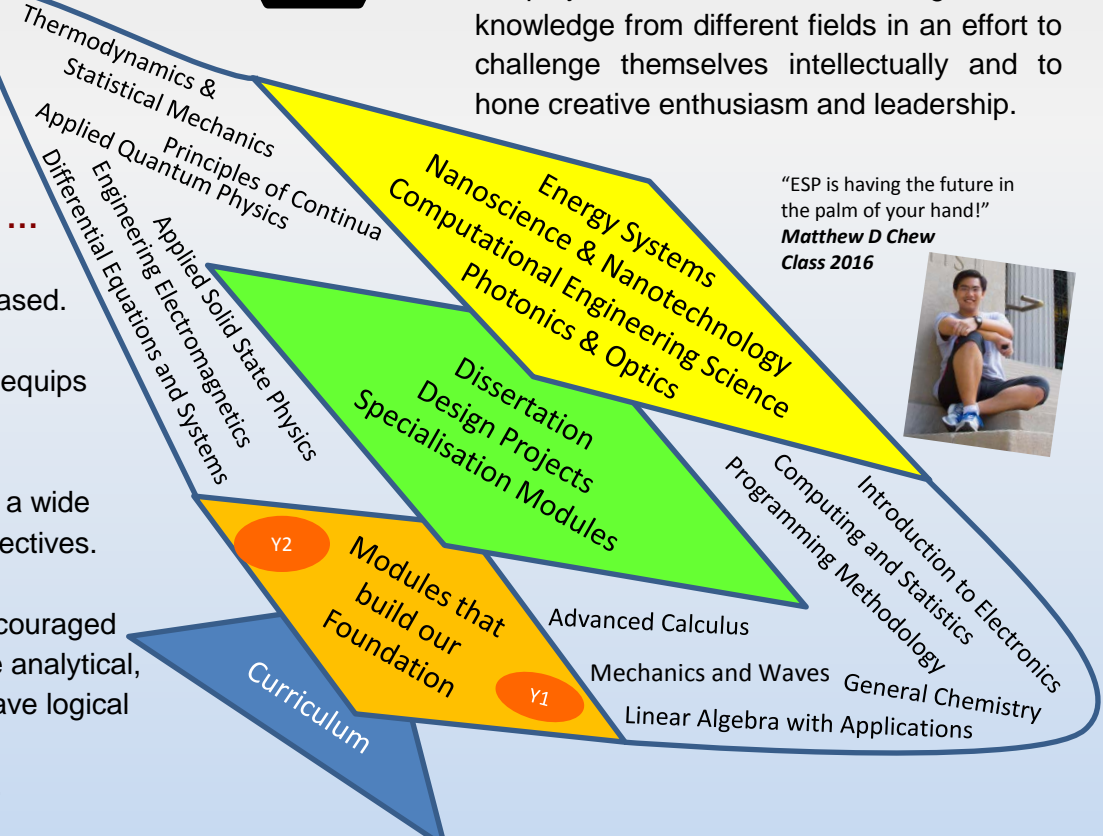 knowledge from different fields in an effort to
challenge themselves intellectually and to
hone creative enthusiasm and leadership.
“ESP is having the future in
the palm of your hand!”
Matthew D Chew
Class 2016
...
ased.
equips
a wide
ectives.
couraged
e analytical,
ave logical
Thermodynamics &
Statistical Mechanics
Principles of Continua
Applied Quantum Physics
Applied Solid State Physics
Engineering Electromagnetics
Differential Equations and Systems
Energy Systems
Nanoscience & Nanotechnology
Computational Engineering Science
Photonics & Optics
Dissertation
Design Projects
Specialisation Modules
Y2
Modules that
build our
Foundation
Y1
Curriculum
Introduction to Electronics
Computing and Statistics
Programming Methodology
Advanced Calculus
Mechanics and Waves
General Chemistry
Linear Algebra with Applications